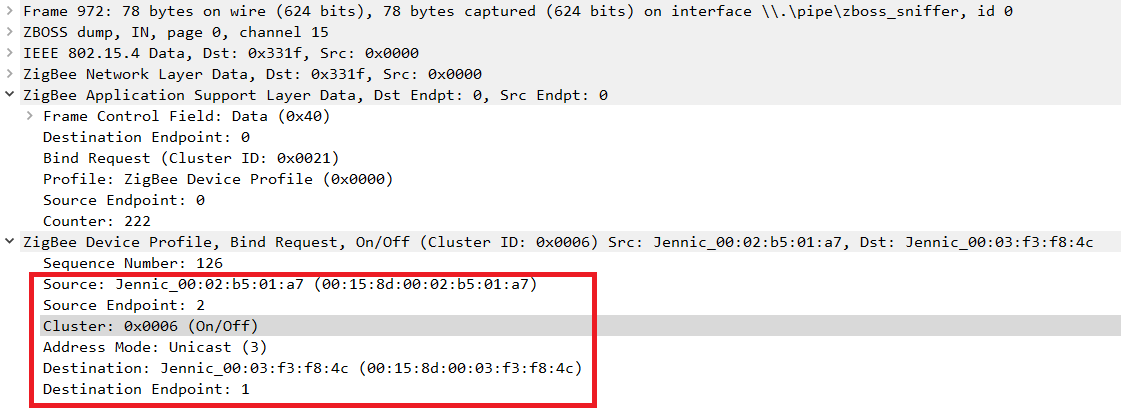 Frame 972: 78 bytes on wire (624 bits), 78 bytes captured (624 bits) on interface \\.\pipe\zboss_sniffer, id 0
ZBOSS dump, IN, page 0, channel 15
IEEE 802.15.4 Data, Dst: 0x331f, Src: 0x0000
ZigBee Network Layer Data, Dst: 0x331f, Src: 0x0000
ZigBee Application Support Layer Data, Dst Endpt: 0, Src Endpt: 0
Frame Control Field: Data (0x40)
Destination Endpoint: 0
Bind Request (Cluster ID: 0x0021)
Profile: ZigBee Device Profile (0x0000)
Source Endpoint: 0
Counter: 222
ZigBee Device Profile, Bind Request, On/Off (Cluster ID: 0x0006) Src: Jennic_00:02:b5:01:a7, Dst: Jennic_00:03:f3:f8:4c
Sequence Number: 126
Source: Jennic_00:02:b5:01:a7 (00:15:8d:00:02:b5:01:a7)
Source Endpoint: 2
Cluster: 0x0006 (On/Off)
Address Mode: Unicast (3)
Destination: Jennic_00:03:f3:f8:4c (00:15:8d:00:03:f3:f8:4c)
Destination Endpoint: 1